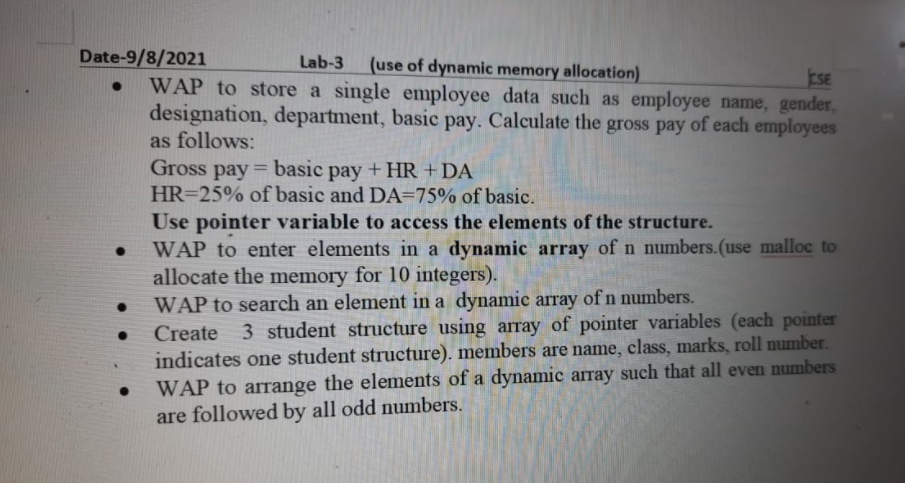 Date-9/8/2021 Lab-3 (use of dynamic memory allocation) CSE
• WAP to store a single employee data such as employee name, gender,
designation, department, basic pay. Calculate the gross pay of each employees
as follows:
Gross pay = basic pay + HR + DA
HR=25% of basic and DA=75% of basic.
Use pointer variable to access the elements of the structure.
• WAP to enter elements in a dynamic array of n numbers.(use malloc to
allocate the memory for 10 integers).
• WAP to search an element in a dynamic array of n numbers.
• Create 3 student structure using array of pointer variables (each pointer
indicates one student structure). members are name, class, marks, roll number.
• WAP to arrange the elements of a dynamic array such that all even numbers
are followed by all odd numbers.